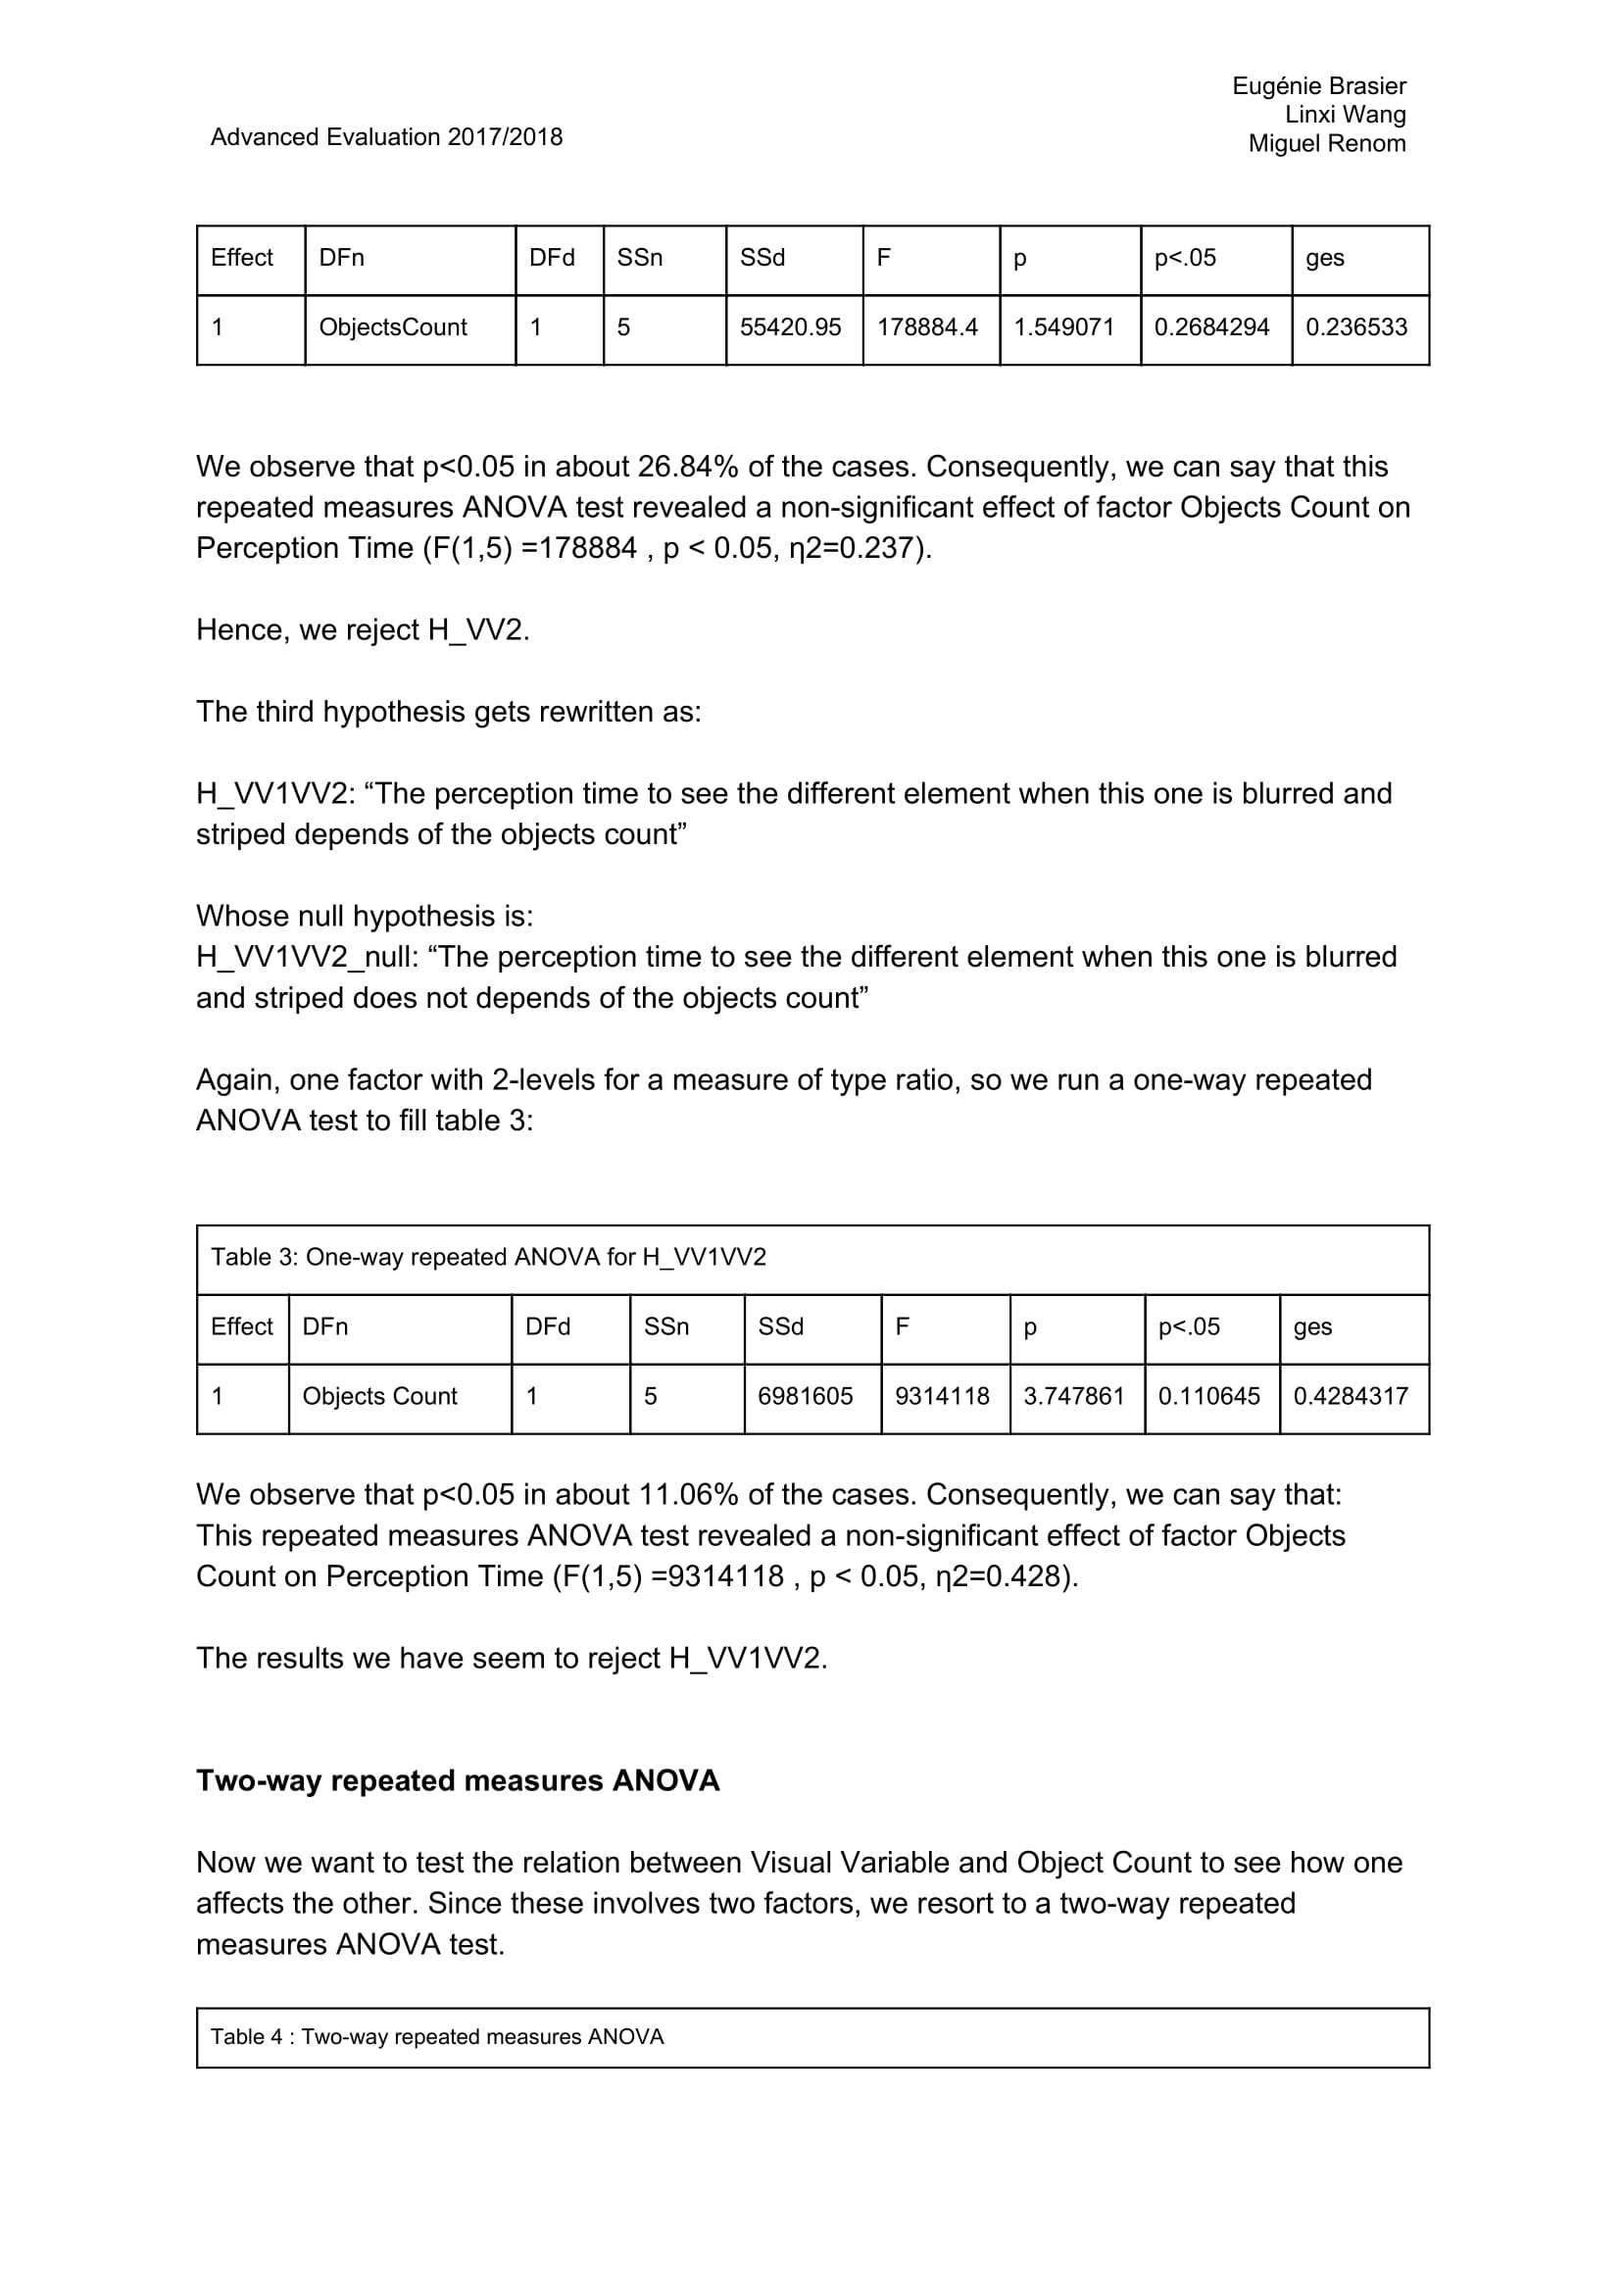 Eugénie Brasier
Linxi Wang
Advanced Evaluation 2017/2018
Miguel Renom
Effect DFn DFd SSn SSd F p p<.05 ges
1 ObjectsCount 1 5 55420.95 178884.4 1.549071 0.2684294 0.236533
We observe that p<0.05 in about 26.84% of the cases. Consequently, we can say that this
repeated measures ANOVA test revealed a non-significant effect of factor Objects Count on
Perception Time (F(1,5) =178884 , p < 0.05, η2=0.237).
Hence, we reject H_VV2.
The third hypothesis gets rewritten as:
H_VV1VV2: “The perception time to see the different element when this one is blurred and
striped depends of the objects count”
Whose null hypothesis is:
H_VV1VV2_null: “The perception time to see the different element when this one is blurred
and striped does not depends of the objects count”
Again, one factor with 2-levels for a measure of type ratio, so we run a one-way repeated
ANOVA test to fill table 3:
Table 3: One-way repeated ANOVA for H_VV1VV2
Effect DFn DFd SSn SSd F p p<.05 ges
1 Objects Count 1 5 6981605 9314118 3.747861 0.110645 0.4284317
We observe that p<0.05 in about 11.06% of the cases. Consequently, we can say that:
This repeated measures ANOVA test revealed a non-significant effect of factor Objects
Count on Perception Time (F(1,5) =9314118 , p < 0.05, η2=0.428).
The results we have seem to reject H_VV1VV2.
Two-way repeated measures ANOVA
Now we want to test the relation between Visual Variable and Object Count to see how one
affects the other. Since these involves two factors, we resort to a two-way repeated
measures ANOVA test.
Table 4 : Two-way repeated measures ANOVA